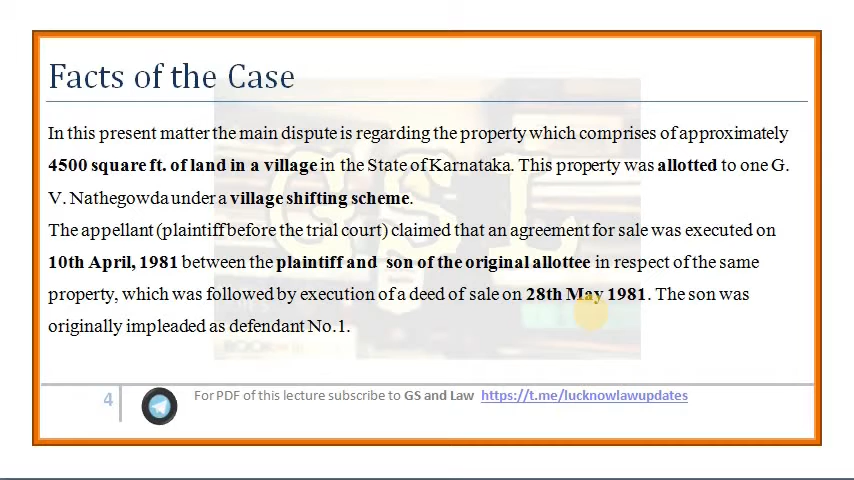 Facts of the Case
In this present matter the main dispute is regarding the property which comprises of approximately
4500 square ft. of land in a village in the State of Karnataka. This property was allotted to one G.
V. Nathegowda under a village shifting scheme.
The appellant (plaintiff before the trial court) claimed that an agreement for sale was executed on
10th April, 1981 between the plaintiff and son of the original allottee in respect of the same
property, which was followed by execution of a deed of sale on 28th May 1981. The son was
originally impleaded as defendant No.1.
GSL
4
For PDF of this lecture subscribe to GS and Law https://t.me/lucknowlawupdates